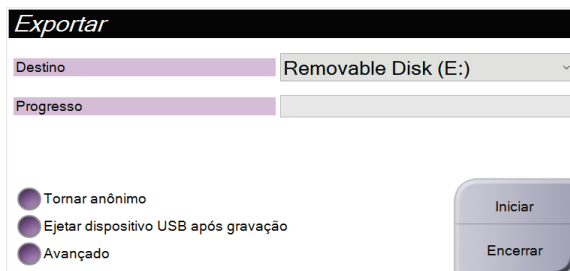 Exportar
Destino
Removable Disk (E:)
Progresso
Tornar anônimo
Ejetar dispositivo USB após gravação
Avançado
Iniciar
Encerrar